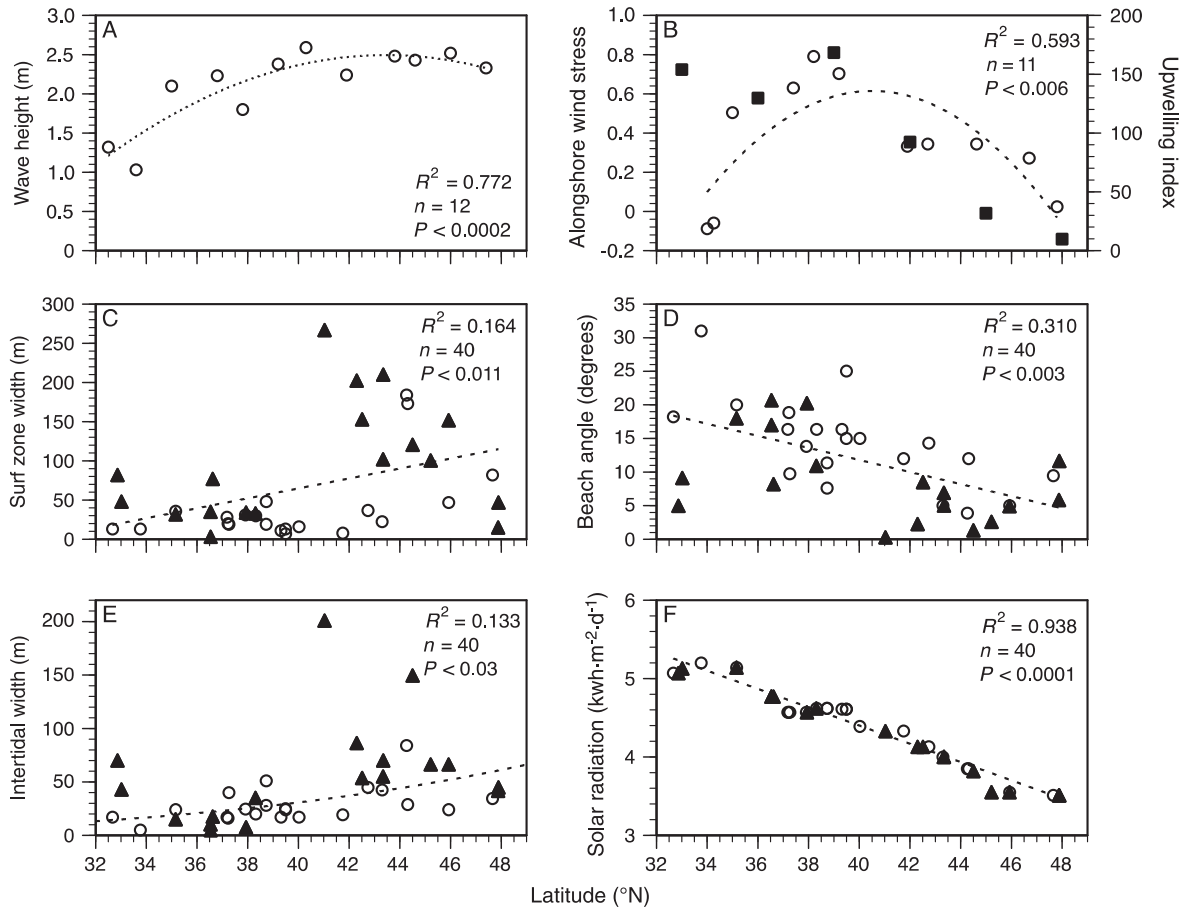 A
Wave height (m)
3.0
2.5
2.0
1.5
1.0
0.5
0
R² = 0.772
n = 12
P < 0.0002
B
Alongshore wind stress
1.0
0.8
0.6
0.4
0.2
0
-0.2
R² = 0.593
n = 11
P < 0.006
200
150
100
50
0
Upwelling index
C
Surf zone width (m)
300
250
200
150
100
50
0
R² = 0.164
n = 40
P < 0.011
D
Beach angle (degrees)
35
30
25
20
15
10
5
0
R² = 0.310
n = 40
P < 0.003
E
Intertidal width (m)
200
150
100
50
0
R² = 0.133
n = 40
P < 0.03
32 34 36 38 40 42 44 46 48
F
Solar radiation (kwh·m⁻²·d⁻¹)
6
5
4
3
R² = 0.938
n = 40
P < 0.0001
32 34 36 38 40 42 44 46 48
Latitude (°N)